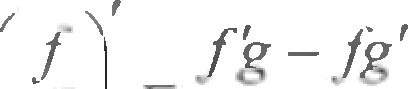 ( f )' = f'g − fg'